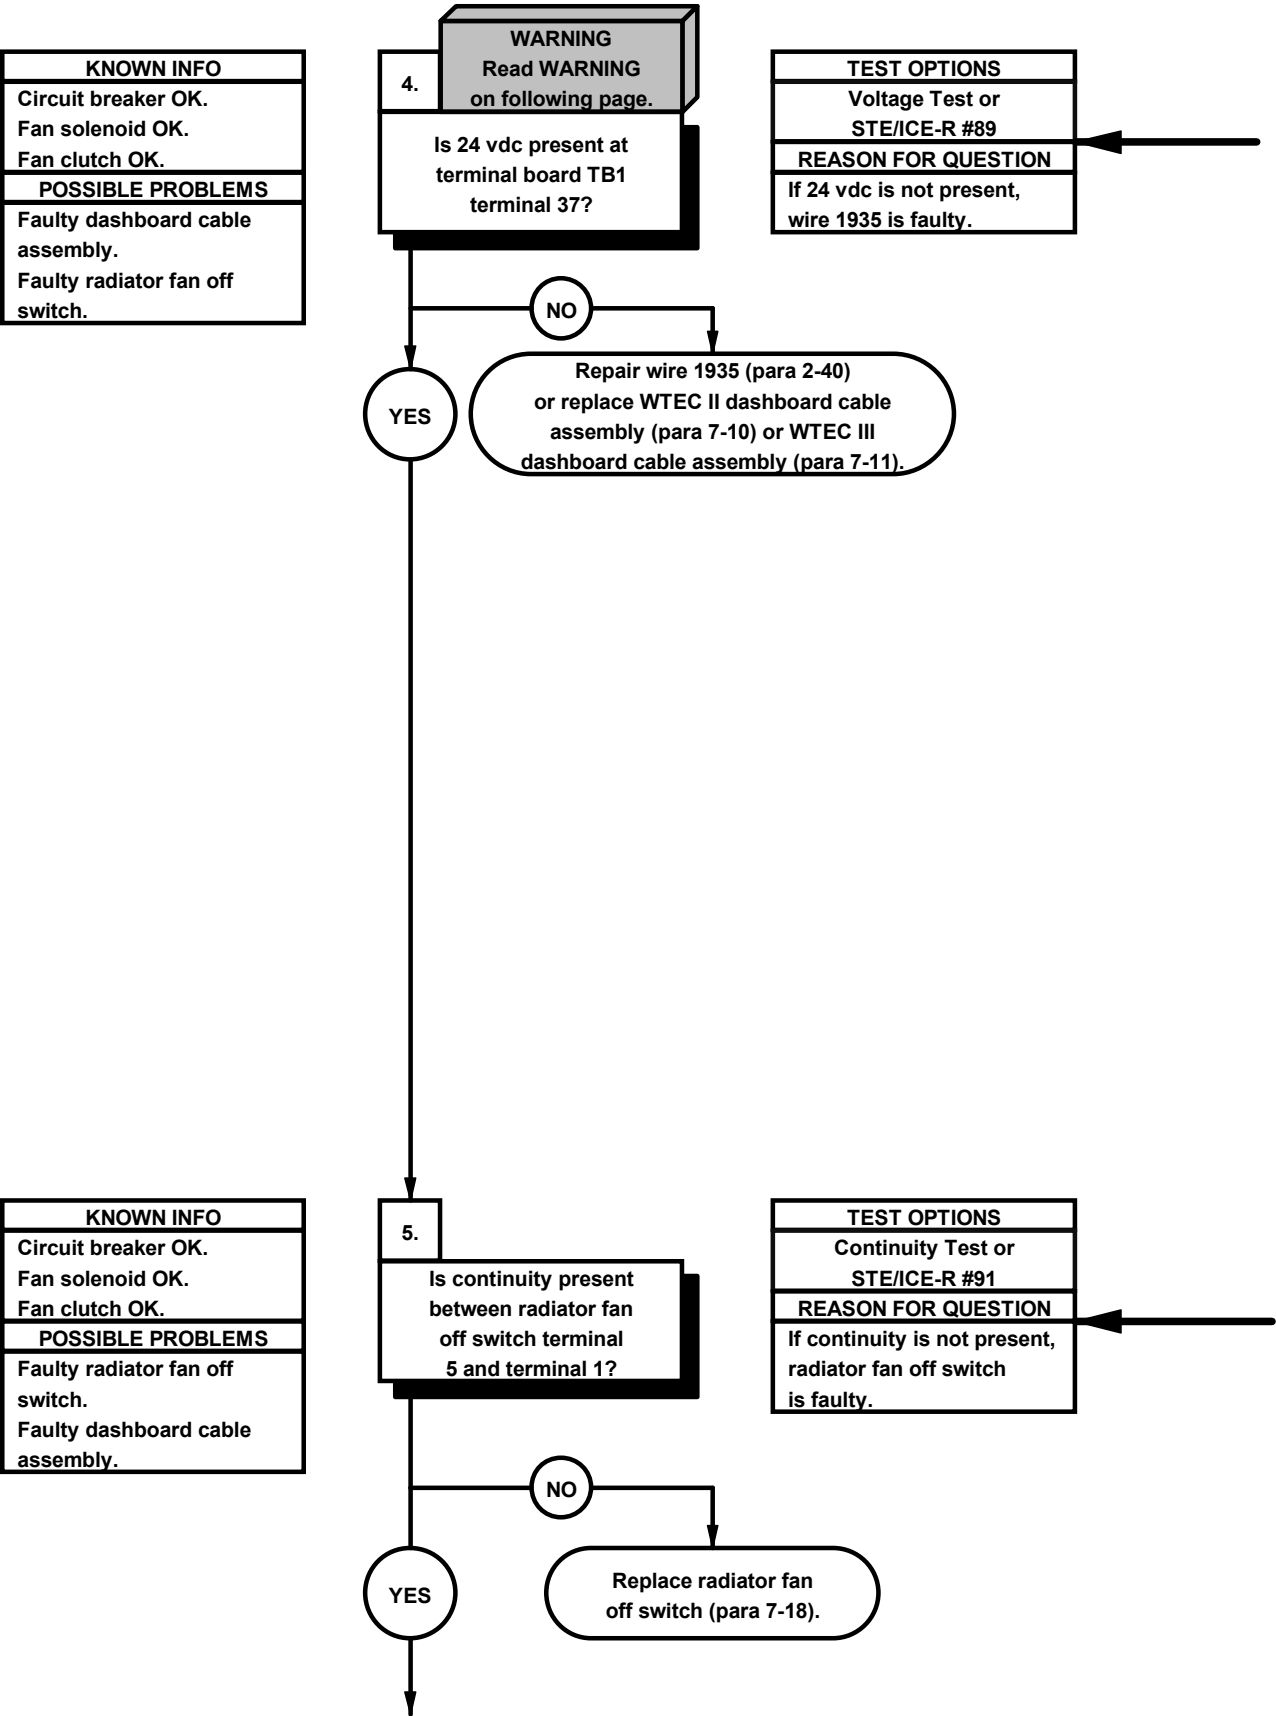 KNOWN INFO
Circuit breaker OK.
Fan solenoid OK.
Fan clutch OK.
POSSIBLE PROBLEMS
Faulty dashboard cable
assembly.
Faulty radiator fan off
switch.
WARNING
Read WARNING
on following page.
4.
Is 24 vdc present at
terminal board TB1
terminal 37?
TEST OPTIONS
Voltage Test or
STE/ICE-R #89
REASON FOR QUESTION
If 24 vdc is not present,
wire 1935 is faulty.
NO
YES
Repair wire 1935 (para 2-40)
or replace WTEC II dashboard cable
assembly (para 7-10) or WTEC III
dashboard cable assembly (para 7-11).
KNOWN INFO
Circuit breaker OK.
Fan solenoid OK.
Fan clutch OK.
POSSIBLE PROBLEMS
Faulty radiator fan off
switch.
Faulty dashboard cable
assembly.
5.
Is continuity present
between radiator fan
off switch terminal
5 and terminal 1?
TEST OPTIONS
Continuity Test or
STE/ICE-R #91
REASON FOR QUESTION
If continuity is not present,
radiator fan off switch
is faulty.
NO
YES
Replace radiator fan
off switch (para 7-18).